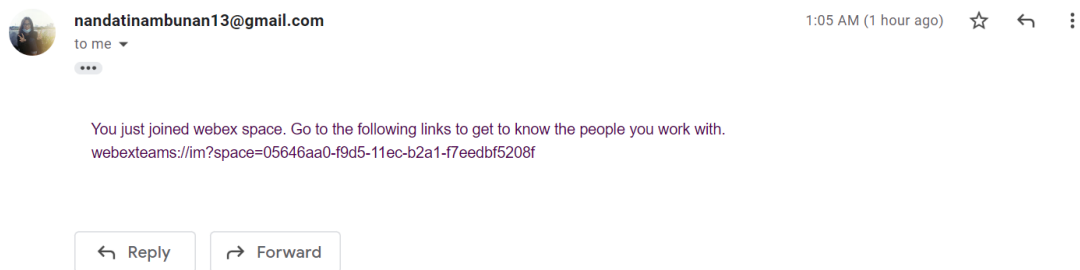 nandatinambunan13@gmail.com 1:05 AM (1 hour ago)
to me
You just joined webex space. Go to the following links to get to know the people you work with.
webexteams://im?space=05646aa0-f9d5-11ec-b2a1-f7eedbf5208f
Reply Forward